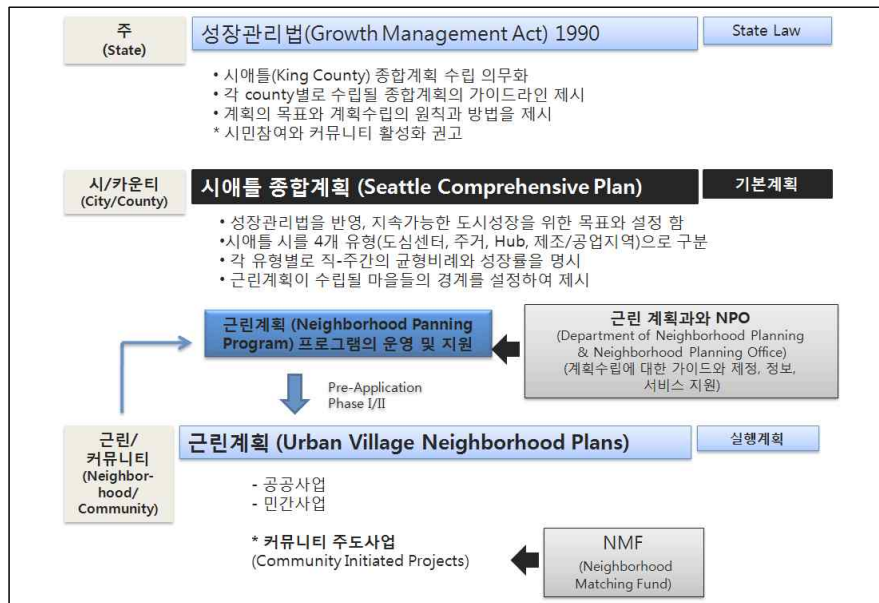 주
(State)
성장관리법(Growth Management Act) 1990
State Law
• 시애틀(King County) 종합계획 수립 의무화
• 각 county별로 수립될 종합계획의 가이드라인 제시
• 계획의 목표와 계획수립의 원칙과 방법을 제시
* 시민참여와 커뮤니티 활성화 권고
시/카운티
(City/County)
시애틀 종합계획 (Seattle Comprehensive Plan)
기본계획
• 성장관리법을 반영, 지속가능한 도시성장을 위한 목표와 설정 함
•시애틀 시를 4개 유형(도심센터, 주거, Hub, 제조/공업지역)으로 구분
• 각 유형별로 직-주간의 균형비례와 성장률을 명시
• 근린계획이 수립될 마을들의 경계를 설정하여 제시
근린계획 (Neighborhood Panning
Program) 프로그램의 운영 및 지원
근린 계획과와 NPO
(Department of Neighborhood Planning
& Neighborhood Planning Office)
(계획수립에 대한 가이드와 제정, 정보,
서비스 지원)
Pre-Application
Phase I/II
근린/
커뮤니티
(Neighbor-
hood/
Community)
근린계획 (Urban Village Neighborhood Plans)
실행계획
- 공공사업
- 민간사업
* 커뮤니티 주도사업
(Community Initiated Projects)
NMF
(Neighborhood
Matching Fund)